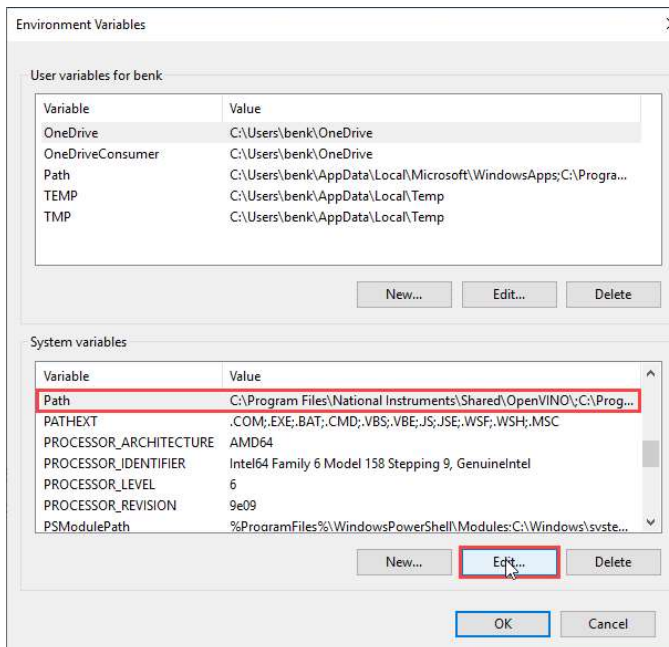 Environment Variables
User variables for benk
Variable Value
OneDrive C:\Users\benk\OneDrive
OneDriveConsumer C:\Users\benk\OneDrive
Path C:\Users\benk\AppData\Local\Microsoft\WindowsApps;C:\Progra...
TEMP C:\Users\benk\AppData\Local\Temp
TMP C:\Users\benk\AppData\Local\Temp
New... Edit... Delete
System variables
Variable Value
Path C:\Program Files\National Instruments\Shared\OpenVINO\;C:\Prog...
PATHEXT .COM;.EXE;.BAT;.CMD;.VBS;.VBE;.JS;.JSE;.WSF;.WSH;.MSC
PROCESSOR_ARCHITECTURE AMD64
PROCESSOR_IDENTIFIER Intel64 Family 6 Model 158 Stepping 9, GenuineIntel
PROCESSOR_LEVEL 6
PROCESSOR_REVISION 9e09
PSModulePath %ProgramFiles%\WindowsPowerShell\Modules;C:\Windows\syste...
New... Edit... Delete
OK Cancel